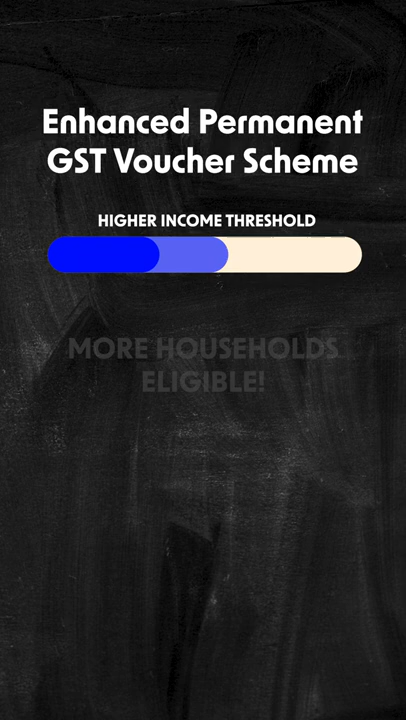 Enhanced Permanent
GST Voucher Scheme
HIGHER INCOME THRESHOLD
MORE HOUSEHOLDS
ELIGIBLE!